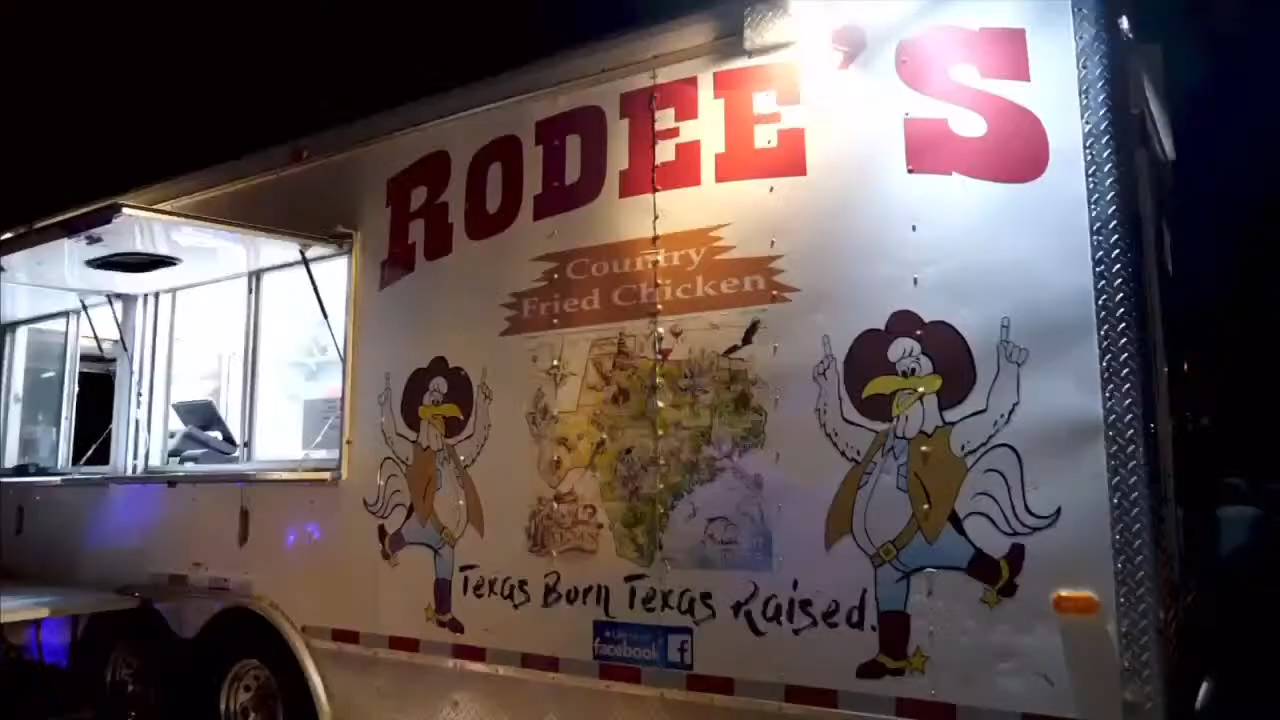 RODEE'S
Country
Fried Chicken
Texas Born Texas Raised.
facebook f